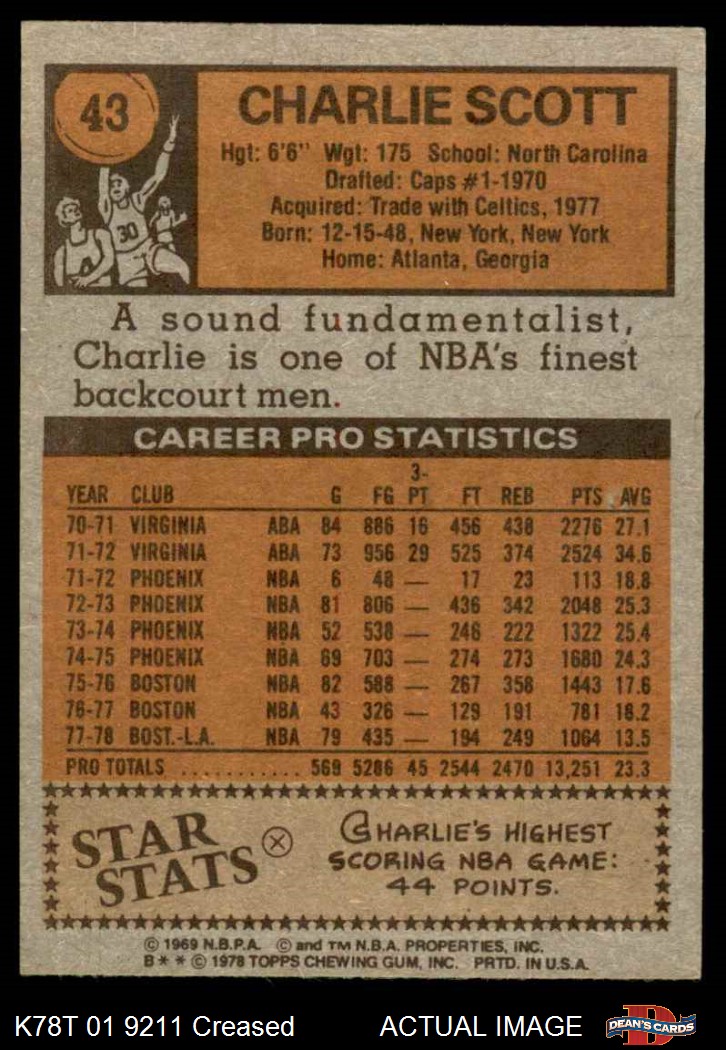 43
CHARLIE SCOTT
Hgt: 6'6" Wgt: 175 School: North Carolina
Drafted: Caps #1-1970
Acquired: Trade with Celtics, 1977
Born: 12-15-48, New York, New York
Home: Atlanta, Georgia
30
A sound fundamentalist,
Charlie is one of NBA's finest
backcourt men.
CAREER PRO STATISTICS
YEAR CLUB G FG 3-PT FT REB PTS AVG
70-71 VIRGINIA ABA 84 886 16 456 438 2276 27.1
71-72 VIRGINIA ABA 73 956 29 525 374 2524 34.6
71-72 PHOENIX NBA 6 48 — 17 23 113 18.8
72-73 PHOENIX NBA 81 806 — 436 342 2048 25.3
73-74 PHOENIX NBA 52 538 — 246 222 1322 25.4
74-75 PHOENIX NBA 69 703 — 274 273 1680 24.3
75-76 BOSTON NBA 82 588 — 267 358 1443 17.6
76-77 BOSTON NBA 43 326 — 129 191 781 18.2
77-78 BOST.-L.A. NBA 79 435 — 194 249 1064 13.5
PRO TOTALS ........... 569 5286 45 2544 2470 13,251 23.3
STAR
STATS
CHARLIE'S HIGHEST
SCORING NBA GAME:
44 POINTS.
© 1969 N.B.P.A. © and TM N.B.A. PROPERTIES, INC.
B * * © 1978 TOPPS CHEWING GUM, INC. PRTD. IN U.S.A.
K78T 01 9211 Creased ACTUAL IMAGE
DEAN'S CARDS